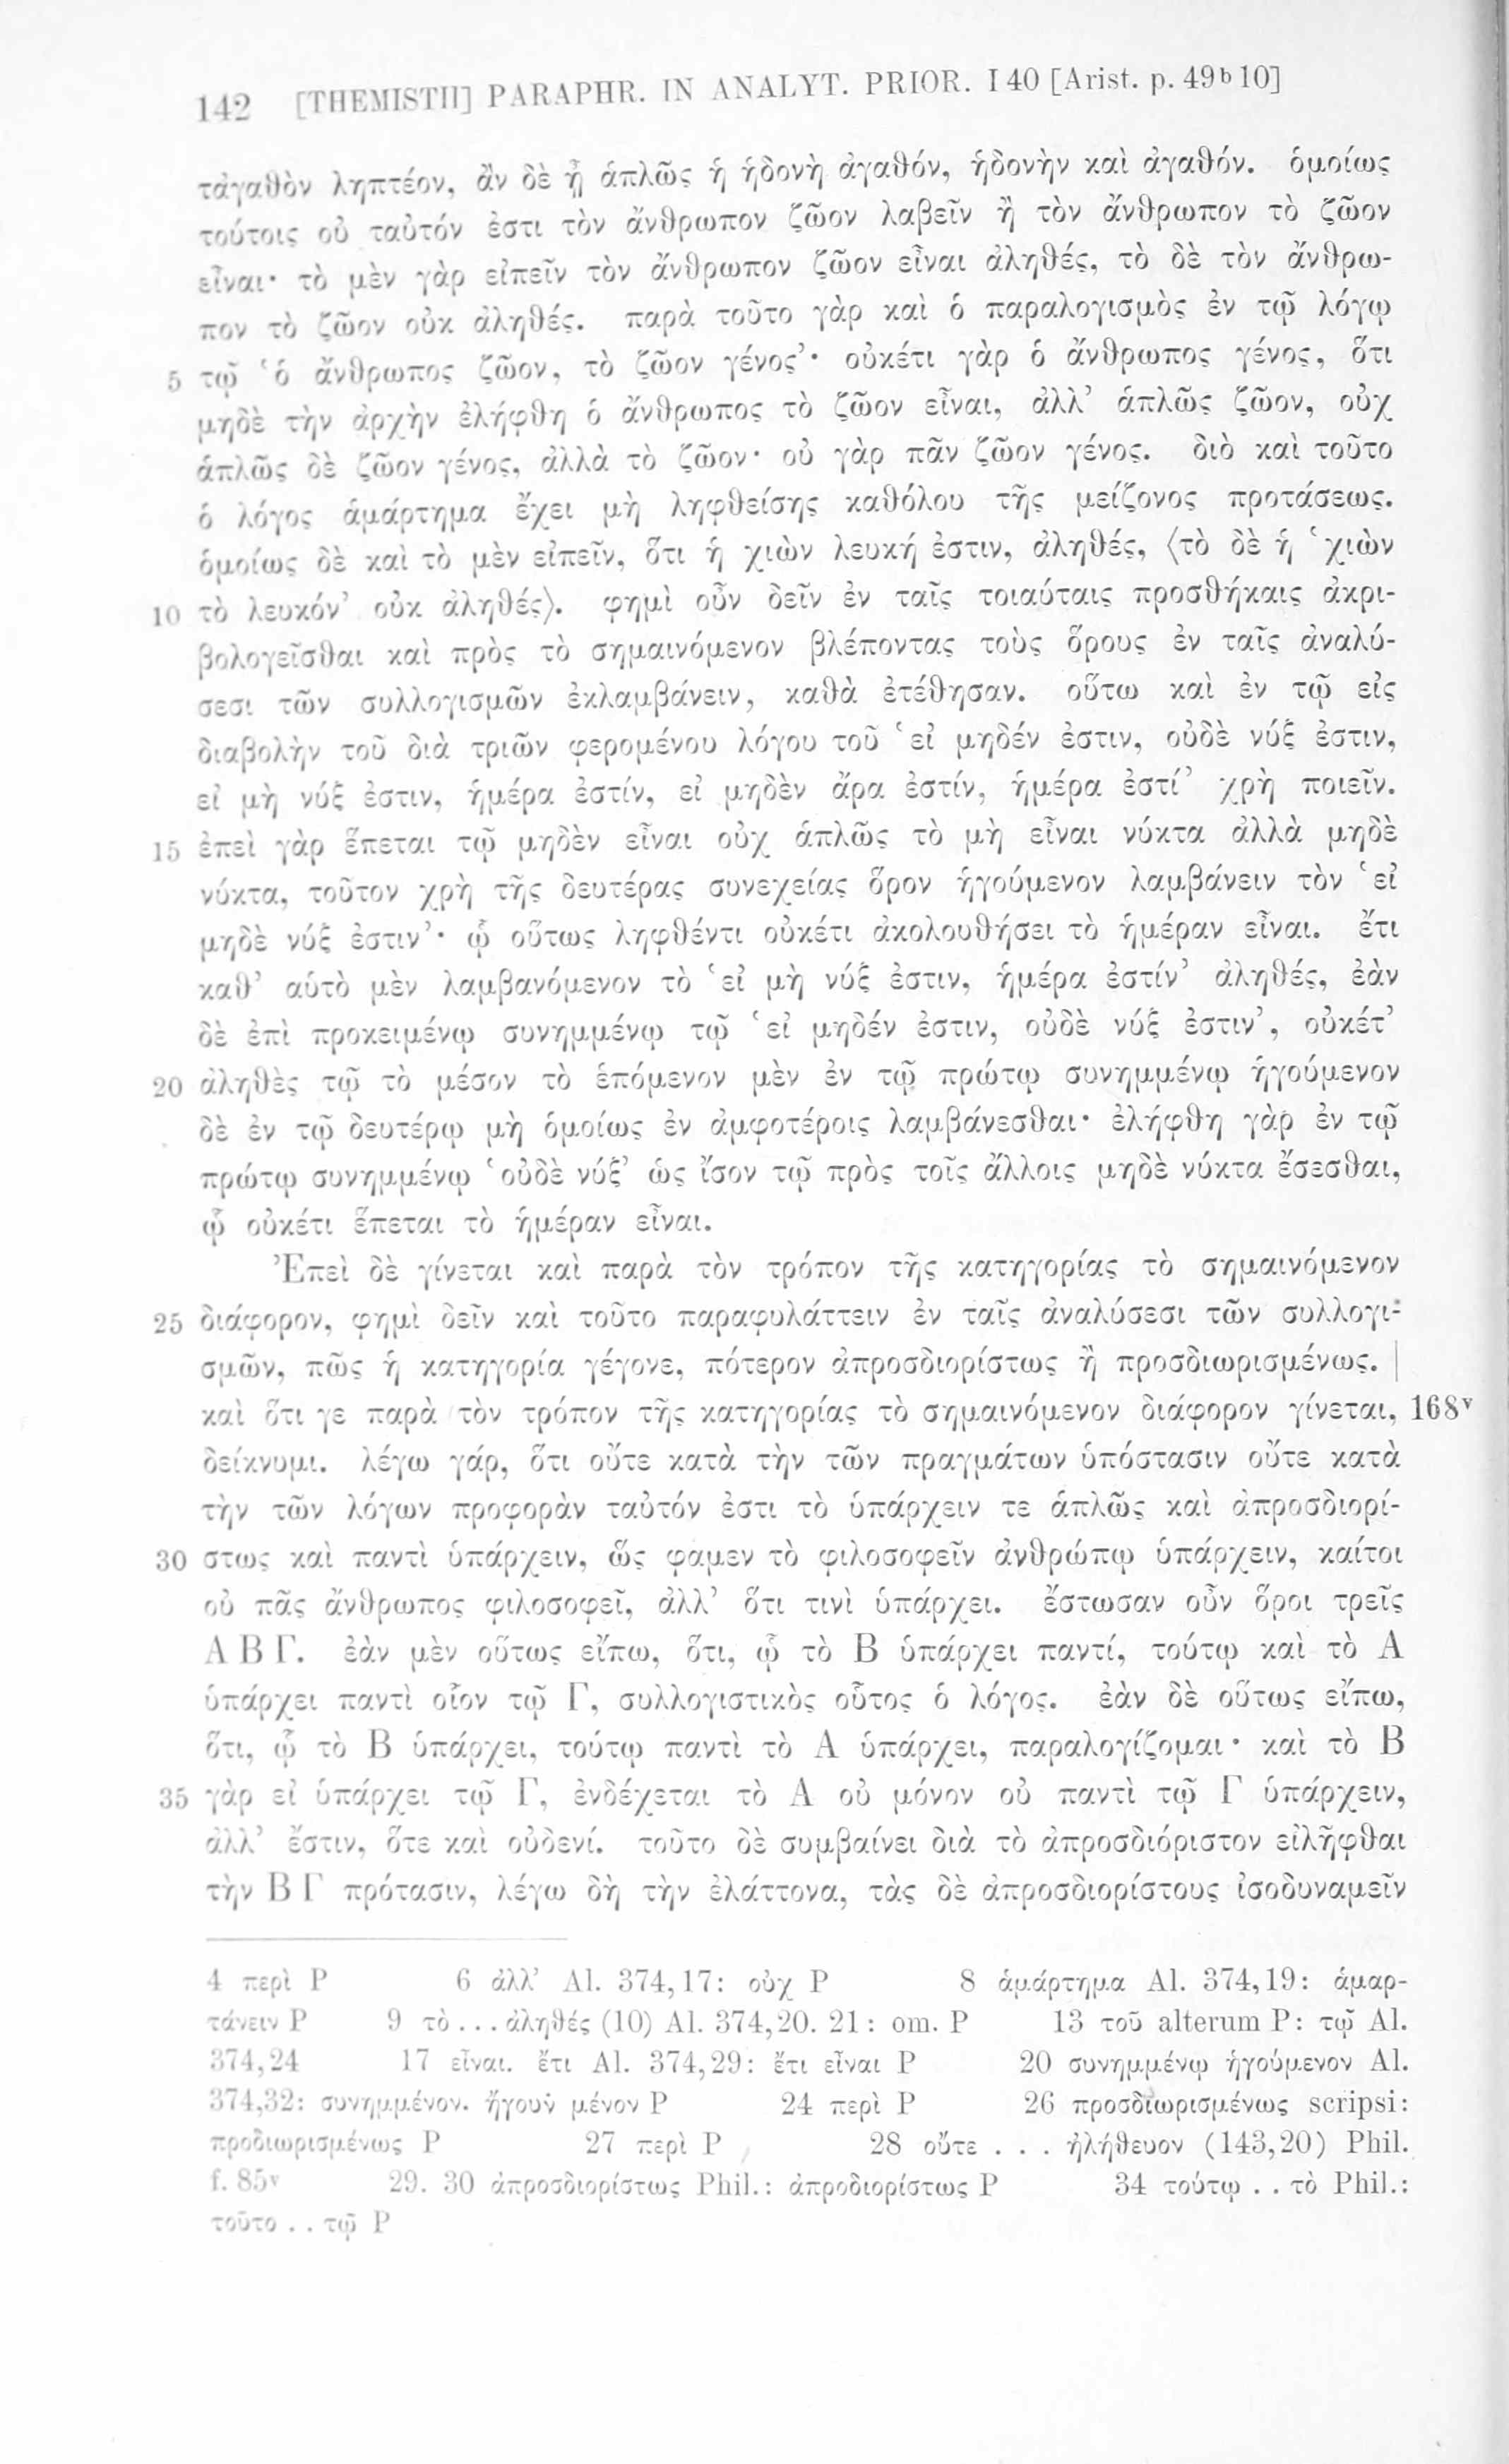 142 [THEMISTII] PARAPHR. IN ANALYT. PRIOR. I 40 [Arist. p. 49ᵇ10]
τἀγαθὸν ληπτέον, ἂν δὲ ᾖ ἁπλῶς ἡ ἡδονὴ ἀγαθόν, ἡδονὴν καὶ ἀγαθόν. ὁμοίως
τούτοις οὐ ταὐτόν ἐστι τὸν ἄνθρωπον ζῶον λαβεῖν ἢ τὸν ἄνθρωπον τὸ ζῶον
εἶναι· τὸ μὲν γὰρ εἰπεῖν τὸν ἄνθρωπον ζῶον εἶναι ἀληθές, τὸ δὲ τὸν ἄνθρω-
πον τὸ ζῶον οὐκ ἀληθές. παρὰ τοῦτο γὰρ καὶ ὁ παραλογισμὸς ἐν τῷ λόγῳ
5 τῷ ‘ὁ ἄνθρωπος ζῶον, τὸ ζῶον γένος’· οὐκέτι γὰρ ὁ ἄνθρωπος γένος, ὅτι
μηδὲ τὴν ἀρχὴν ἐλήφθη ὁ ἄνθρωπος τὸ ζῶον εἶναι, ἀλλ’ ἁπλῶς ζῶον, οὐχ
ἁπλῶς δὲ ζῶον γένος, ἀλλὰ τὸ ζῶον· οὐ γὰρ πᾶν ζῶον γένος. διὸ καὶ τοῦτο
ὁ λόγος ἁμάρτημα ἔχει μὴ ληφθείσης καθόλου τῆς μείζονος προτάσεως.
ὁμοίως δὲ καὶ τὸ μὲν εἰπεῖν, ὅτι ἡ χιὼν λευκή ἐστιν, ἀληθές, ⟨τὸ δὲ ἡ ‘χιὼν
10 τὸ λευκόν’ οὐκ ἀληθές⟩. φημὶ οὖν δεῖν ἐν ταῖς τοιαύταις προσθήκαις ἀκρι-
βολογεῖσθαι καὶ πρὸς τὸ σημαινόμενον βλέποντας τοὺς ὅρους ἐν ταῖς ἀναλύ-
σεσι τῶν συλλογισμῶν ἐκλαμβάνειν, καθὰ ἐτέθησαν. οὕτω καὶ ἐν τῷ εἰς
διαβολὴν τοῦ διὰ τριῶν φερομένου λόγου τοῦ ‘εἰ μηδέν ἐστιν, οὐδὲ νύξ ἐστιν,
εἰ μὴ νύξ ἐστιν, ἡμέρα ἐστίν, εἰ μηδὲν ἄρα ἐστίν, ἡμέρα ἐστί’ χρὴ ποιεῖν.
15 ἐπεὶ γὰρ ἕπεται τῷ μηδὲν εἶναι οὐχ ἁπλῶς τὸ μὴ εἶναι νύκτα ἀλλὰ μηδὲ
νύκτα, τοῦτον χρὴ τῆς δευτέρας συνεχείας ὅρον ἡγούμενον λαμβάνειν τὸν ‘εἰ
μηδὲ νύξ ἐστιν’· ᾧ οὕτως ληφθέντι οὐκέτι ἀκολουθήσει τὸ ἡμέραν εἶναι. ἔτι
καθ’ αὑτὸ μὲν λαμβανόμενον τὸ ‘εἰ μὴ νύξ ἐστιν, ἡμέρα ἐστίν’ ἀληθές, ἐὰν
δὲ ἐπὶ προκειμένῳ συνημμένῳ τῷ ‘εἰ μηδέν ἐστιν, οὐδὲ νύξ ἐστιν’, οὐκέτ’
20 ἀληθὲς τῷ τὸ μέσον τὸ ἑπόμενον μὲν ἐν τῷ πρώτῳ συνημμένῳ ἡγούμενον
δὲ ἐν τῷ δευτέρῳ μὴ ὁμοίως ἐν ἀμφοτέροις λαμβάνεσθαι· ἐλήφθη γὰρ ἐν τῷ
πρώτῳ συνημμένῳ ‘οὐδὲ νύξ’ ὡς ἴσον τῷ πρὸς τοῖς ἄλλοις μηδὲ νύκτα ἔσεσθαι,
ᾧ οὐκέτι ἕπεται τὸ ἡμέραν εἶναι.
Ἐπεὶ δὲ γίνεται καὶ παρὰ τὸν τρόπον τῆς κατηγορίας τὸ σημαινόμενον
25 διάφορον, φημὶ δεῖν καὶ τοῦτο παραφυλάττειν ἐν ταῖς ἀναλύσεσι τῶν συλλογι-
σμῶν, πῶς ἡ κατηγορία γέγονε, πότερον ἀπροσδιορίστως ἢ προσδιωρισμένως. |
καὶ ὅτι γε παρὰ τὸν τρόπον τῆς κατηγορίας τὸ σημαινόμενον διάφορον γίνεται, 168ᵛ
δείκνυμι. λέγω γάρ, ὅτι οὔτε κατὰ τὴν τῶν πραγμάτων ὑπόστασιν οὔτε κατὰ
τὴν τῶν λόγων προφορὰν ταὐτόν ἐστι τὸ ὑπάρχειν τε ἁπλῶς καὶ ἀπροσδιορί-
30 στως καὶ παντὶ ὑπάρχειν, ὥς φαμεν τὸ φιλοσοφεῖν ἀνθρώπῳ ὑπάρχειν, καίτοι
οὐ πᾶς ἄνθρωπος φιλοσοφεῖ, ἀλλ’ ὅτι τινὶ ὑπάρχει. ἔστωσαν οὖν ὅροι τρεῖς
Α Β Γ. ἐὰν μὲν οὕτως εἴπω, ὅτι, ᾧ τὸ Β ὑπάρχει παντί, τούτῳ καὶ τὸ Α
ὑπάρχει παντὶ οἷον τῷ Γ, συλλογιστικὸς οὗτος ὁ λόγος. ἐὰν δὲ οὕτως εἴπω,
ὅτι, ᾧ τὸ Β ὑπάρχει, τούτῳ παντὶ τὸ Α ὑπάρχει, παραλογίζομαι· καὶ τὸ Β
35 γὰρ εἰ ὑπάρχει τῷ Γ, ἐνδέχεται τὸ Α οὐ μόνον οὐ παντὶ τῷ Γ ὑπάρχειν,
ἀλλ’ ἔστιν, ὅτε καὶ οὐδενί. τοῦτο δὲ συμβαίνει διὰ τὸ ἀπροσδιόριστον εἰλῆφθαι
τὴν Β Γ πρότασιν, λέγω δὴ τὴν ἐλάττονα, τὰς δὲ ἀπροσδιορίστους ἰσοδυναμεῖν
4 περὶ P 6 ἀλλ’ Al. 374,17: οὐχ P 8 ἁμάρτημα Al. 374,19: ἁμαρ-
τάνειν P 9 τὸ . . . ἀληθές (10) Al. 374,20. 21: om. P 13 τοῦ alterum P: τῷ Al.
374,24 17 εἶναι. ἔτι Al. 374,29: ἔτι εἶναι P 20 συνημμένῳ ἡγούμενον Al.
374,32: συνημμένον. ἤγουν μένον P 24 περὶ P 26 προσδιωρισμένως scripsi:
προδιωρισμένως P 27 περὶ P 28 οὔτε . . . ἠλήθευον (143,20) Phil.
f. 85ᵛ 29. 30 ἀπροσδιορίστως Phil.: ἀπροδιορίστως P 34 τούτῳ . . τὸ Phil.:
τοῦτο . . τῷ P